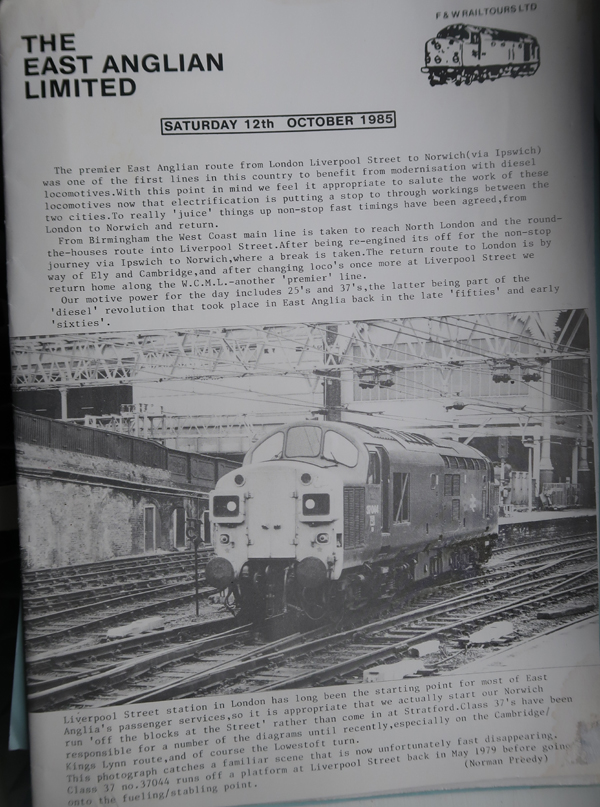 F & W RAILTOURS LTD
THE
EAST ANGLIAN
LIMITED
SATURDAY 12th OCTOBER 1985
The premier East Anglian route from London Liverpool Street to Norwich(via Ipswich)
was one of the first lines in this country to benefit from modernisation with diesel
locomotives.With this point in mind we feel it appropriate to salute the work of these
locomotives now that electrification is putting a stop to through workings between the
two cities.To really 'juice' things up non-stop fast timings have been agreed,from
London to Norwich and return.
From Birmingham the West Coast main line is taken to reach North London and the round-
the-houses route into Liverpool Street.After being re-engined its off for the non-stop
journey via Ipswich to Norwich,where a break is taken.The return route to London is by
way of Ely and Cambridge,and after changing loco's once more at Liverpool Street we
return home along the W.C.M.L.-another 'premier' line.
Our motive power for the day includes 25's and 37's,the latter being part of the
'diesel' revolution that took place in East Anglia back in the late 'fifties' and early
'sixties'.
Liverpool Street station in London has long been the starting point for most of East
Anglia's passenger services,so it is appropriate that we actually start our Norwich
run 'off the blocks at the Street' rather than come in at Stratford.Class 37's have been
responsible for a number of the diagrams until recently,especially on the Cambridge/
Kings Lynn route,and of course the Lowestoft turn.
This photograph catches a familiar scene that is now unfortunately fast disappearing.
Class 37 no.37044 runs off a platform at Liverpool Street back in May 1979 before going
onto the fueling/stabling point. (Norman Preedy)